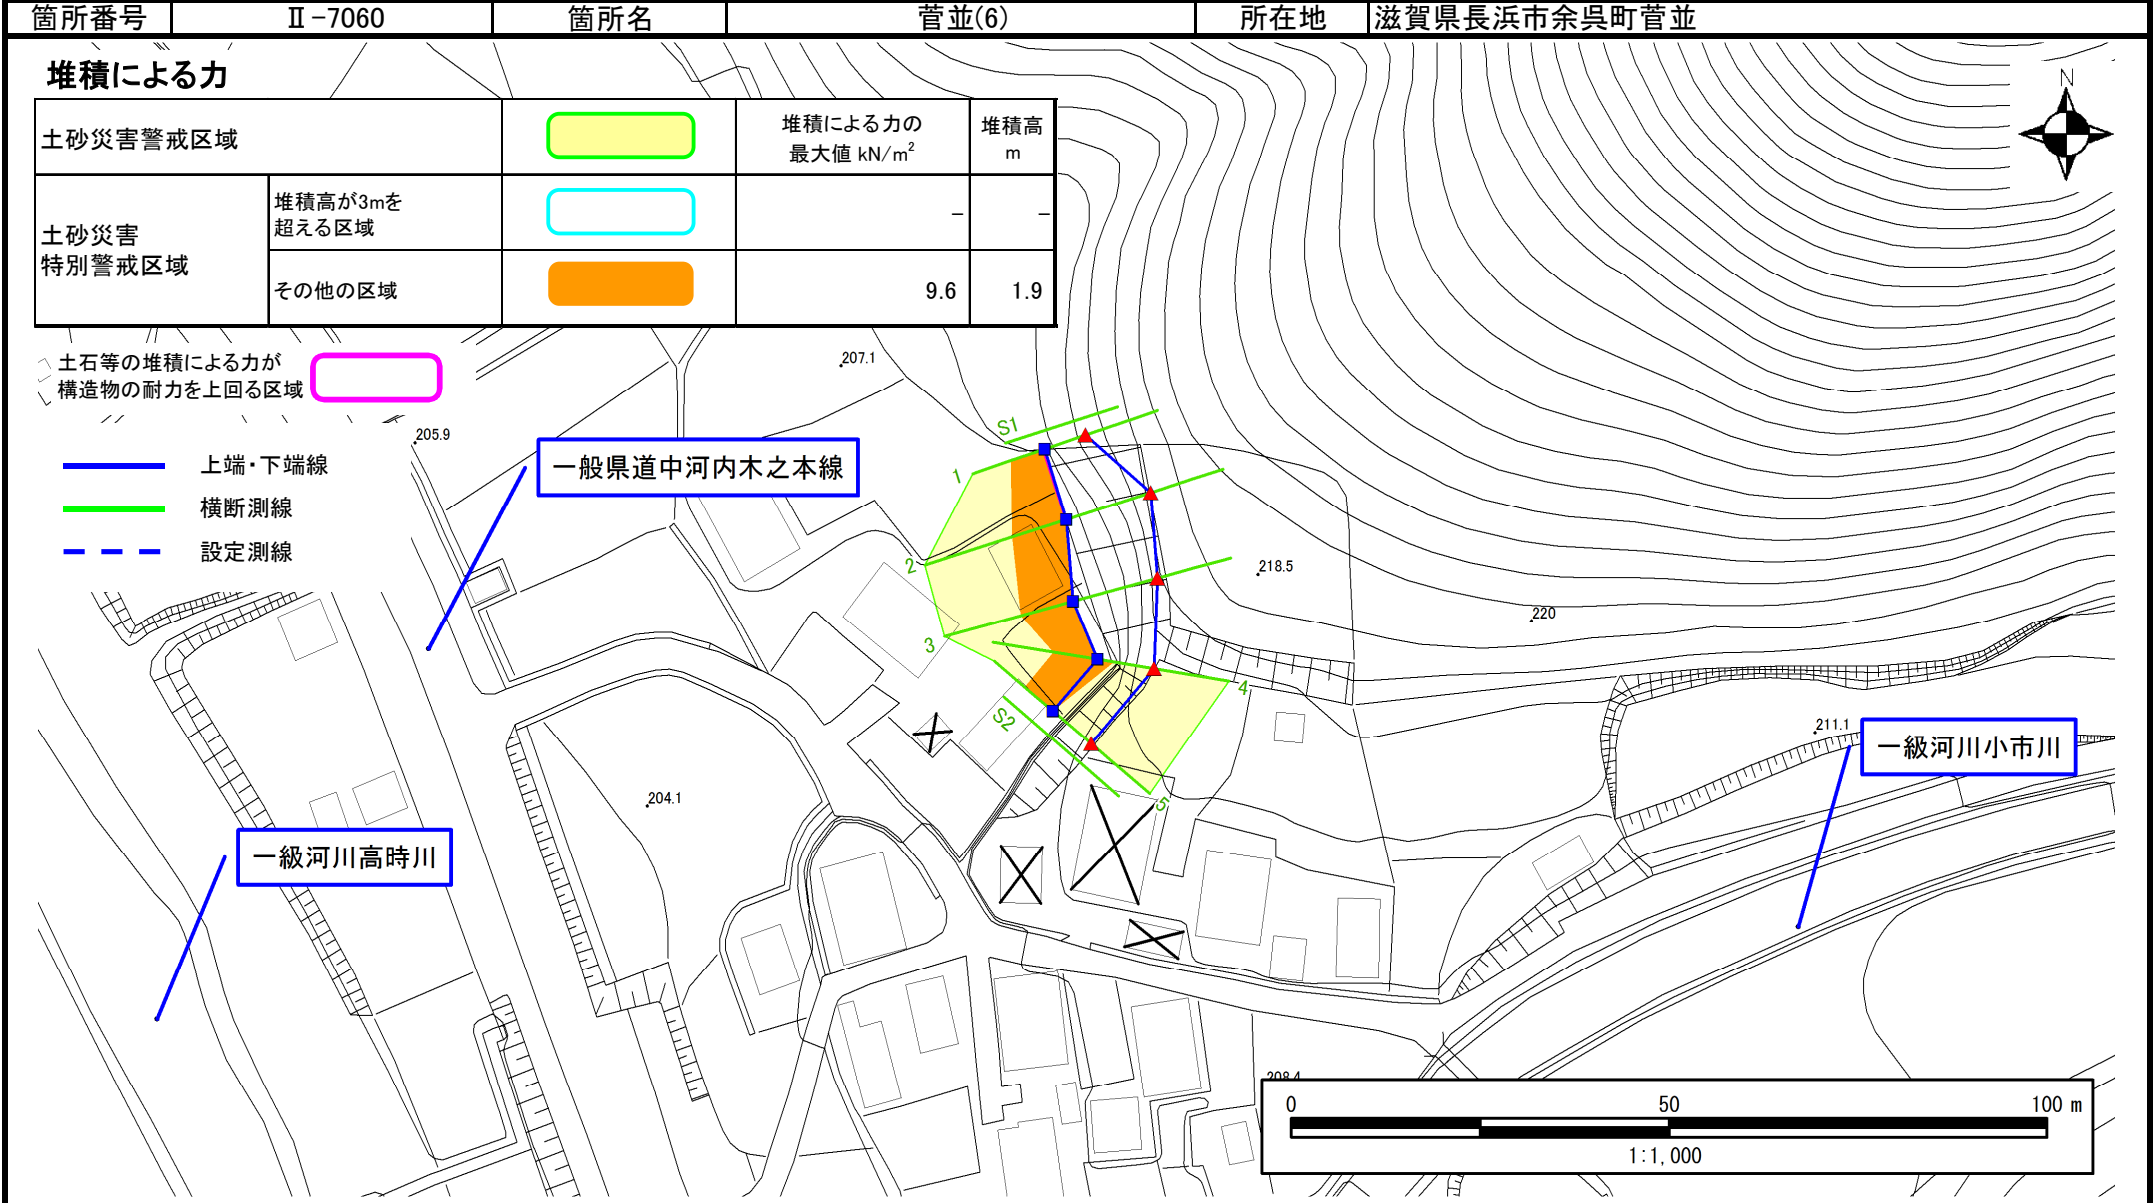 箇所番号 Ⅱ-7060 箇所名 菅並(6) 所在地 滋賀県長浜市余呉町菅並
堆積による力
土砂災害警戒区域
堆積による力の
最大値 kN/m²
堆積高
m
土砂災害
特別警戒区域
堆積高が3mを
超える区域
- -
その他の区域
9.6 1.9
土石等の堆積による力が
構造物の耐力を上回る区域
上端・下端線
横断測線
設定測線
N
207.1
205.9
一般県道中河内木之本線
S1
1
2
3
4
5
S2
218.5
220
211.1
一級河川小市川
204.1
一級河川高時川
208.4
0 50 100 m
1:1,000